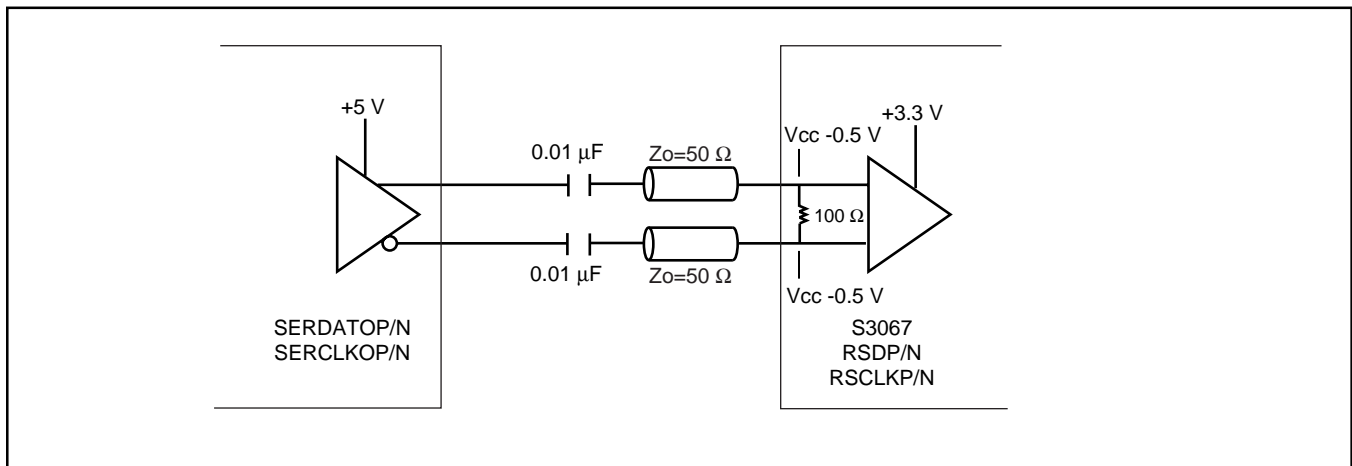 +5 V
+3.3 V
Vcc -0.5 V
0.01 μF
Zo=50 Ω
100 Ω
0.01 μF
Zo=50 Ω
Vcc -0.5 V
SERDATOP/N
SERCLKOP/N
S3067
RSDP/N
RSCLKP/N